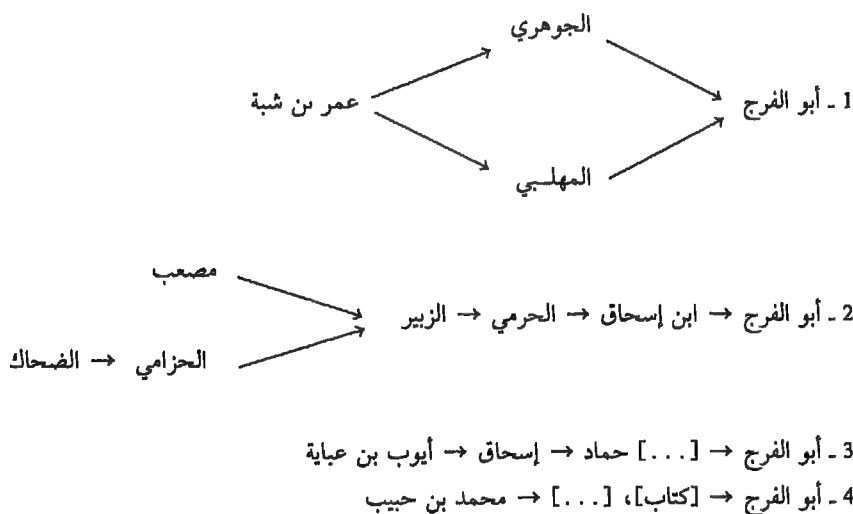 الجوهري
1 ـ أبو الفرج
عمر بن شبة
المهلبي
مصعب
2 ـ أبو الفرج → ابن إسحاق → الحرمي → الزبير
الحزامي → الضحاك
3 ـ أبو الفرج → [...] حماد → إسحاق → أيوب بن عباية
4 ـ أبو الفرج → [كتاب]، [...] → محمد بن حبيب